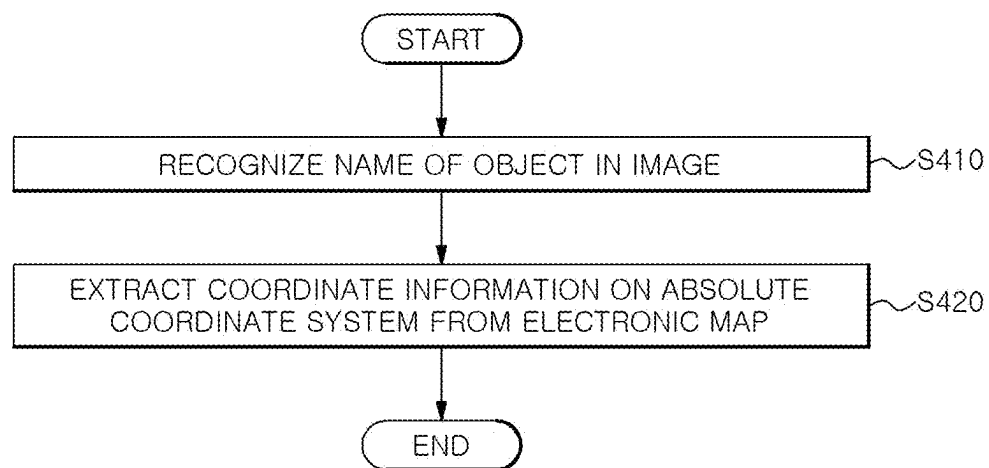 START
RECOGNIZE NAME OF OBJECT IN IMAGE
S410
EXTRACT COORDINATE INFORMATION ON ABSOLUTE
COORDINATE SYSTEM FROM ELECTRONIC MAP
S420
END